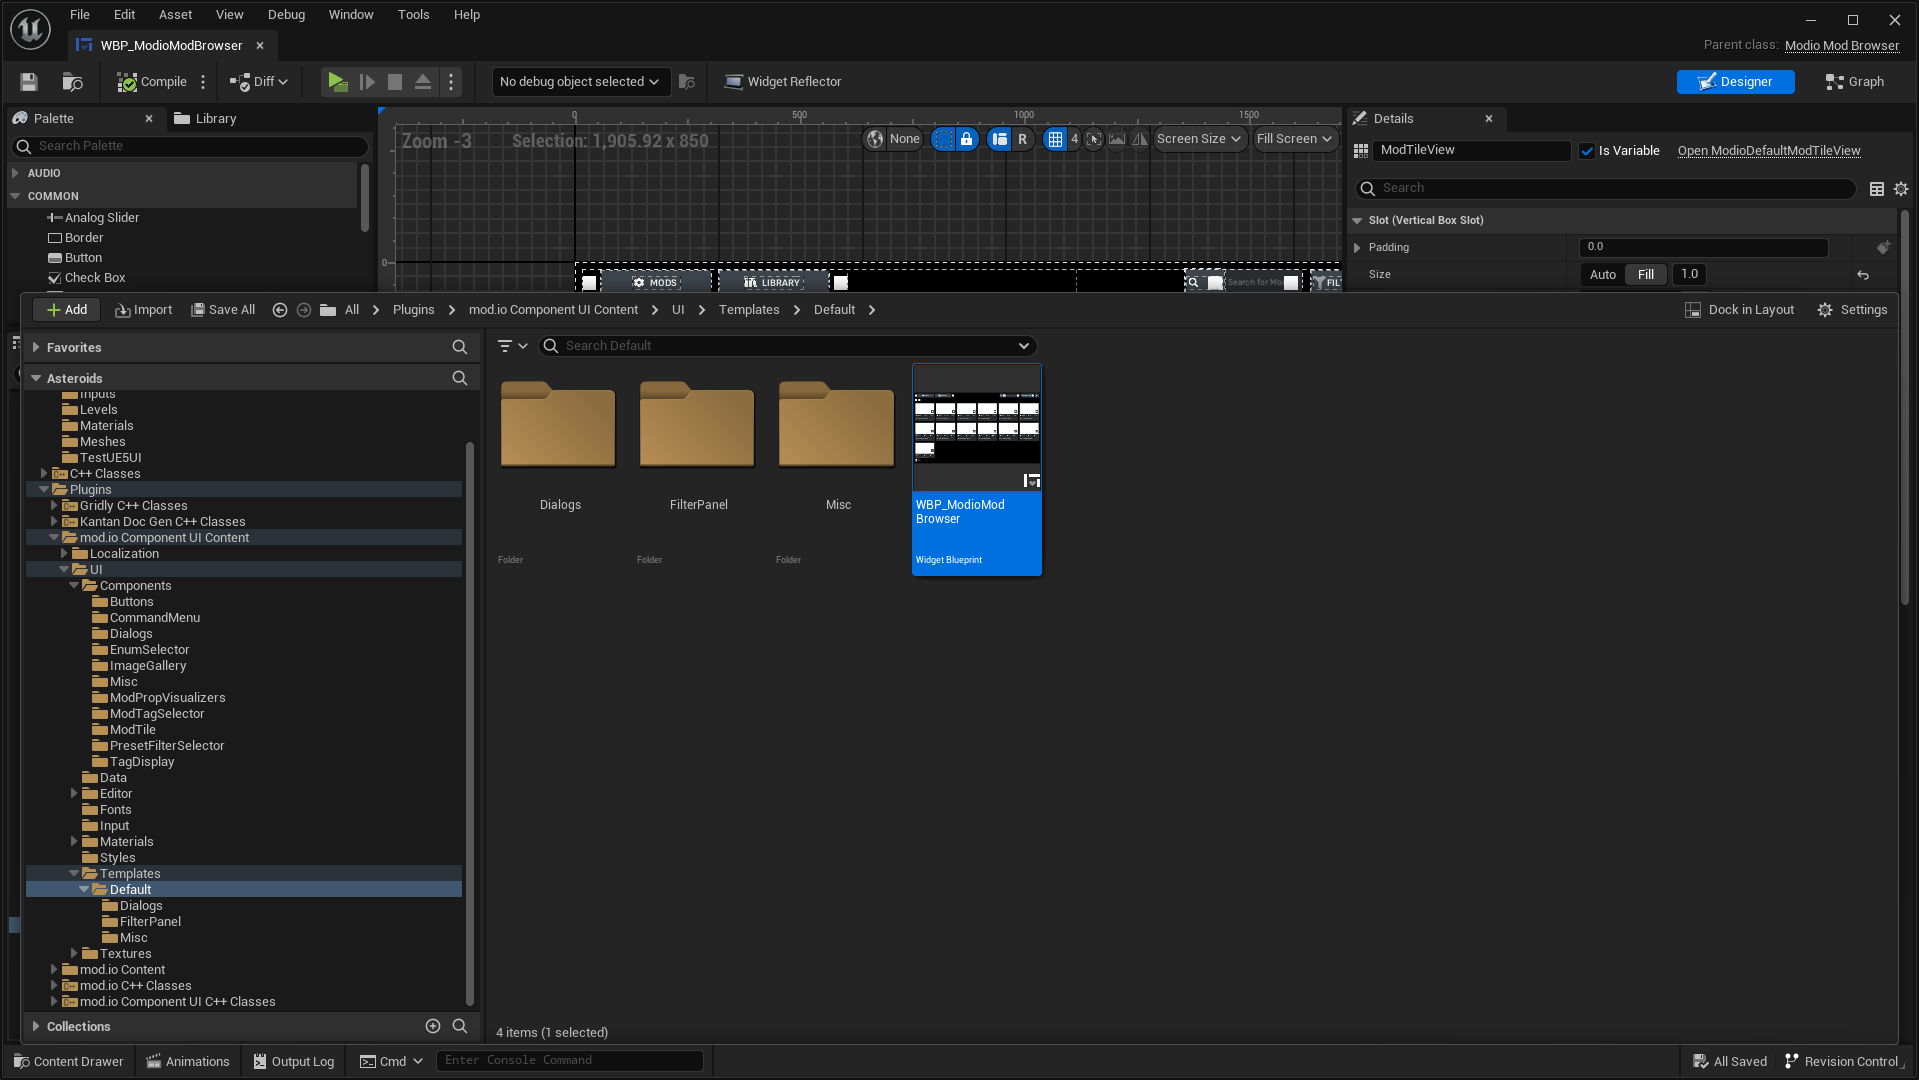 File Edit Asset View Debug Window Tools Help
WBP_ModioModBrowser
Parent class: Modio Mod Browser
Compile Diff No debug object selected Widget Reflector Designer Graph
Palette Library
Search Palette
AUDIO
COMMON
Analog Slider
Border
Button
Check Box
0 500 1000 1500
Zoom -3 Selection: 1,905.92 x 850 None R 4 Screen Size Fill Screen
0
MODS LIBRARY Search for Mo FIL
Details
ModTileView Is Variable Open ModioDefaultModTileView
Search
Slot (Vertical Box Slot)
Padding 0.0
Size Auto Fill 1.0
Add Import Save All All Plugins mod.io Component UI Content UI Templates Default Dock in Layout Settings
Favorites
Asteroids
Inputs
Levels
Materials
Meshes
TestUE5UI
C++ Classes
Plugins
Gridly C++ Classes
Kantan Doc Gen C++ Classes
mod.io Component UI Content
Localization
UI
Components
Buttons
CommandMenu
Dialogs
EnumSelector
ImageGallery
Misc
ModPropVisualizers
ModTagSelector
ModTile
PresetFilterSelector
TagDisplay
Data
Editor
Fonts
Input
Materials
Styles
Templates
Default
Dialogs
FilterPanel
Misc
Textures
mod.io Content
mod.io C++ Classes
mod.io Component UI C++ Classes
Collections
Search Default
Dialogs
Folder
FilterPanel
Folder
Misc
Folder
WBP_ModioMod
Browser
Widget Blueprint
4 items (1 selected)
Content Drawer Animations Output Log Cmd Enter Console Command All Saved Revision Control